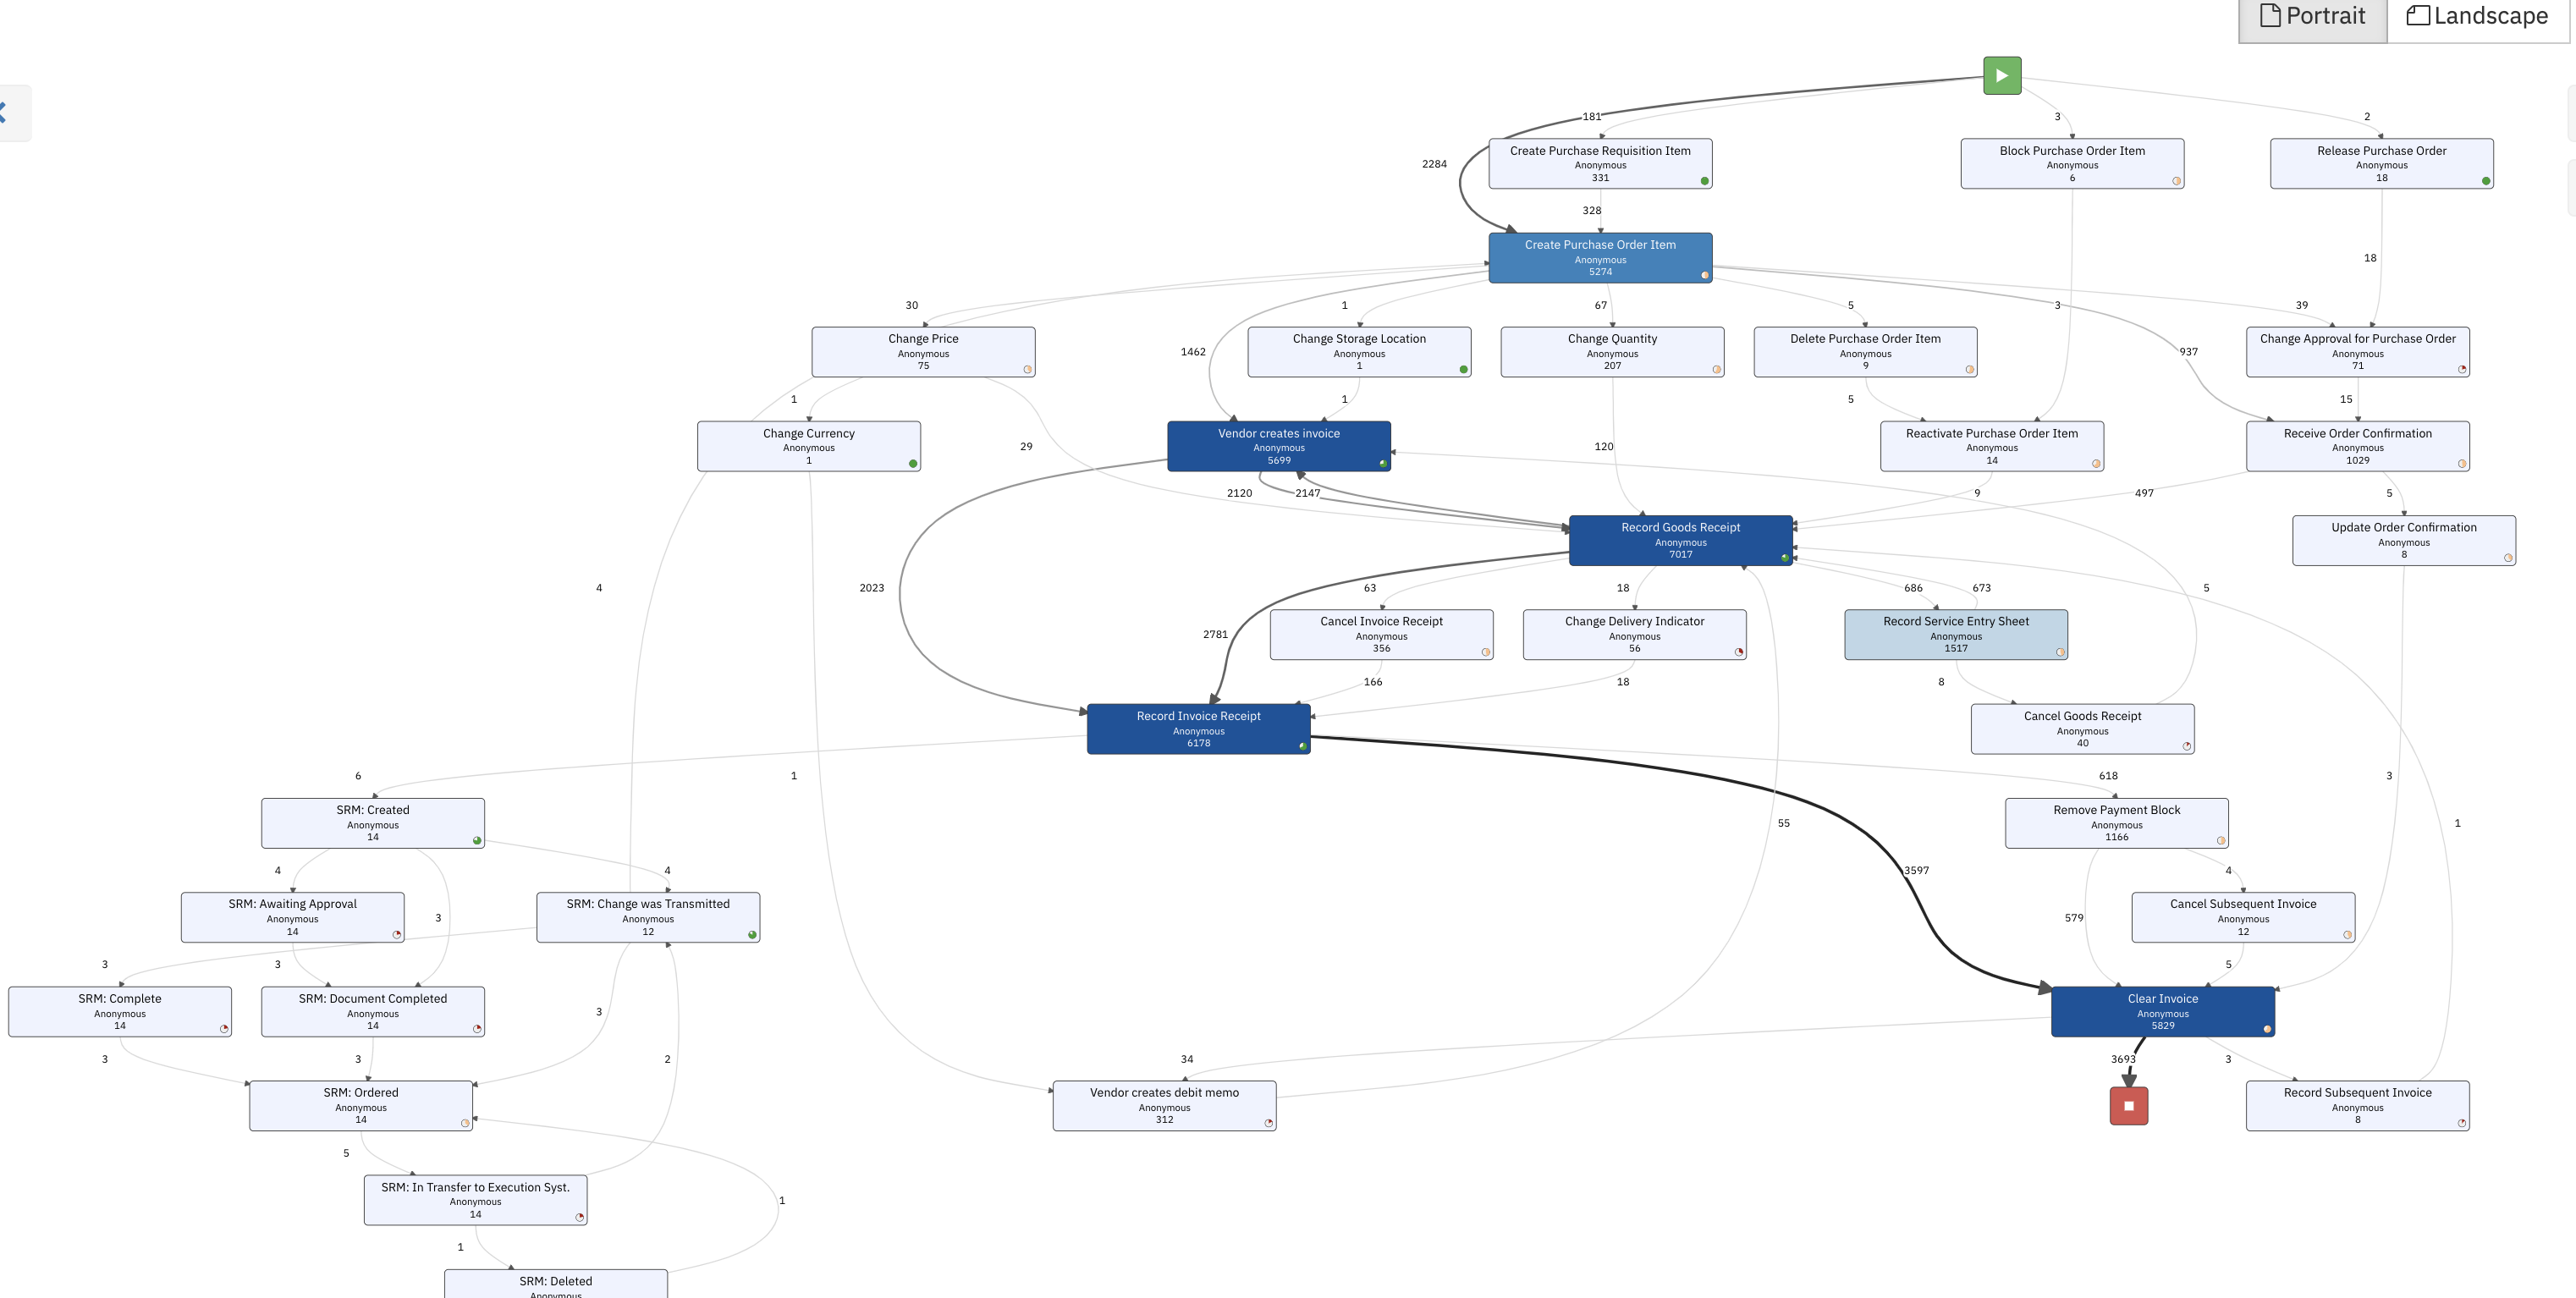 Portrait
Landscape
181
3
2
Create Purchase Requisition Item
Anonymous
331
Block Purchase Order Item
Anonymous
6
Release Purchase Order
Anonymous
18
2284
328
Create Purchase Order Item
Anonymous
5274
18
30
1
67
5
3
39
Change Price
Anonymous
75
1462
Change Storage Location
Anonymous
1
Change Quantity
Anonymous
207
Delete Purchase Order Item
Anonymous
9
937
Change Approval for Purchase Order
Anonymous
71
1
1
5
15
Change Currency
Anonymous
1
29
Vendor creates invoice
Anonymous
5699
120
Reactivate Purchase Order Item
Anonymous
14
Receive Order Confirmation
Anonymous
1029
2120
2147
9
497
5
Record Goods Receipt
Anonymous
7017
Update Order Confirmation
Anonymous
8
4
2023
63
18
686
673
5
2781
Cancel Invoice Receipt
Anonymous
356
Change Delivery Indicator
Anonymous
56
Record Service Entry Sheet
Anonymous
1517
166
18
8
Record Invoice Receipt
Anonymous
6178
Cancel Goods Receipt
Anonymous
40
6
1
618
3
SRM: Created
Anonymous
14
55
Remove Payment Block
Anonymous
1166
1
4
4
3597
4
SRM: Awaiting Approval
Anonymous
14
3
SRM: Change was Transmitted
Anonymous
12
579
Cancel Subsequent Invoice
Anonymous
12
3
3
5
SRM: Complete
Anonymous
14
SRM: Document Completed
Anonymous
14
3
Clear Invoice
Anonymous
5829
3
3
2
34
3693
3
SRM: Ordered
Anonymous
14
Vendor creates debit memo
Anonymous
312
Record Subsequent Invoice
Anonymous
8
5
SRM: In Transfer to Execution Syst.
Anonymous
14
1
1
SRM: Deleted
Anonymous